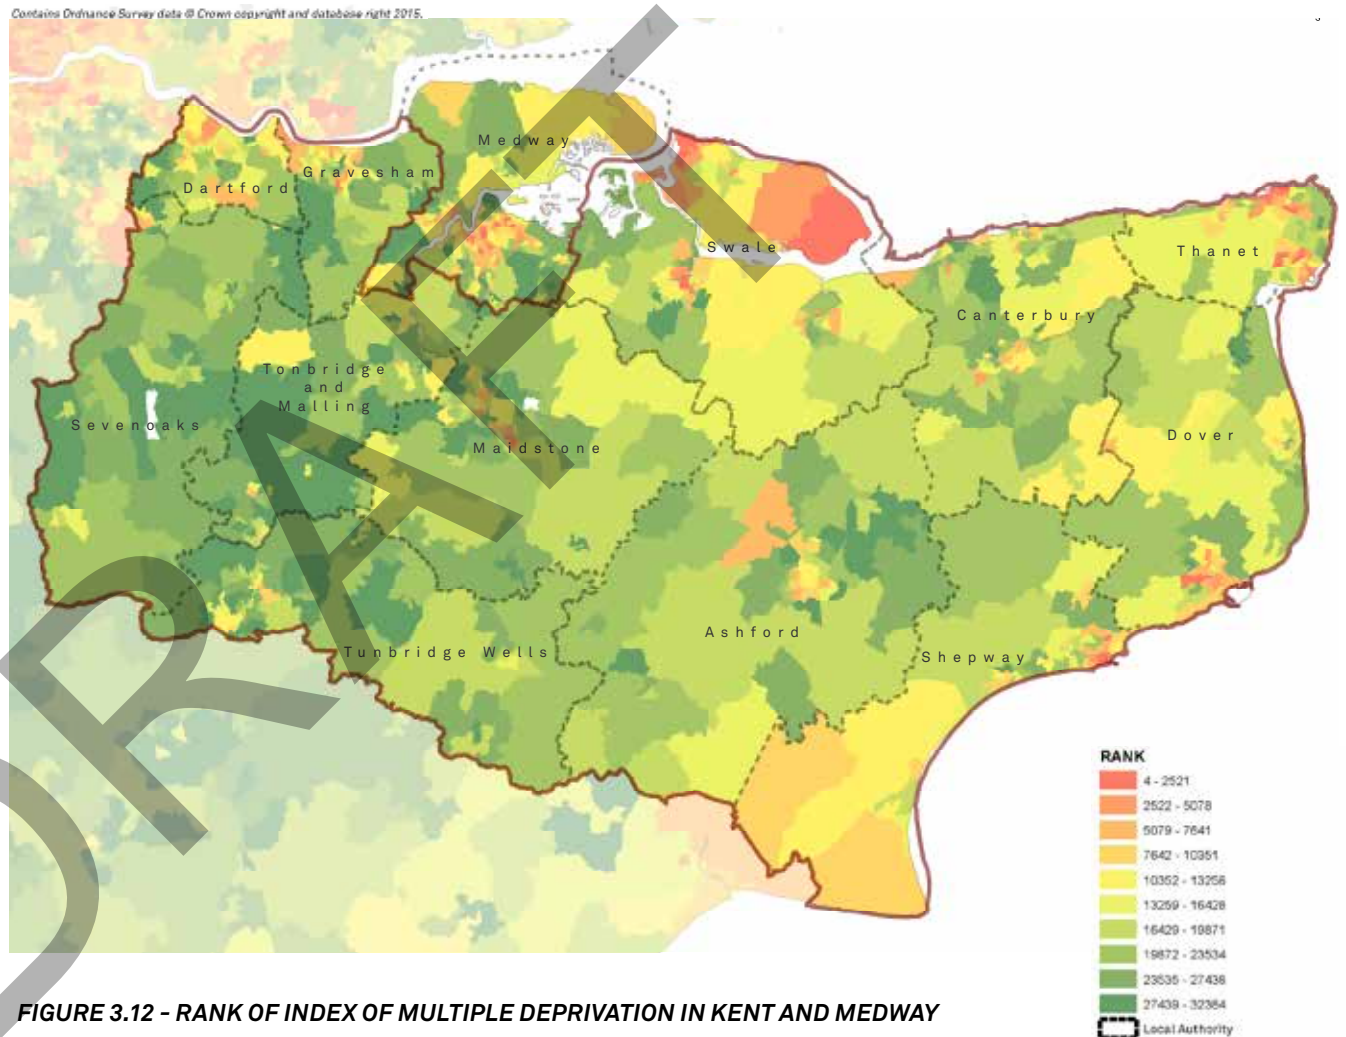 Contains Ordnance Survey data @ Crown copyright and database right 2015.
Medway
Gravesham
Dartford
Swale
Thanet
Canterbury
Tonbridge
and
Malling
Sevenoaks
Maidstone
Dover
Ashford
Tunbridge Wells
Shepway
DRAFT
RANK
4 - 2521
2522 - 5078
5079 - 7641
7642 - 10351
10352 - 13256
13259 - 16428
16429 - 19871
19872 - 23534
23535 - 27438
27439 - 32384
Local Authority
FIGURE 3.12 - RANK OF INDEX OF MULTIPLE DEPRIVATION IN KENT AND MEDWAY